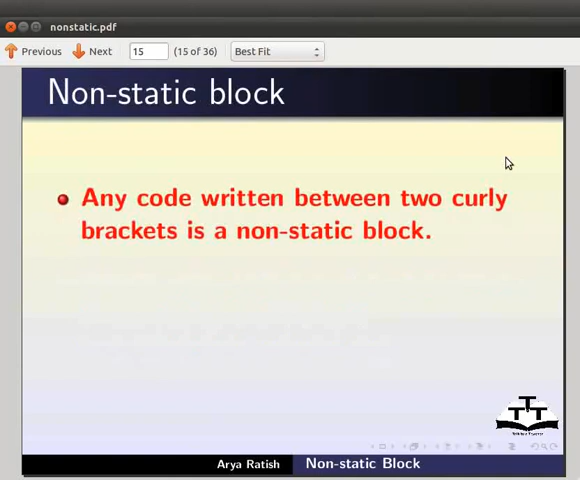 nonstatic.pdf
Previous Next 15 (15 of 36) Best Fit
Non-static block
Any code written between two curly
brackets is a non-static block.
Arya Ratish Non-static Block